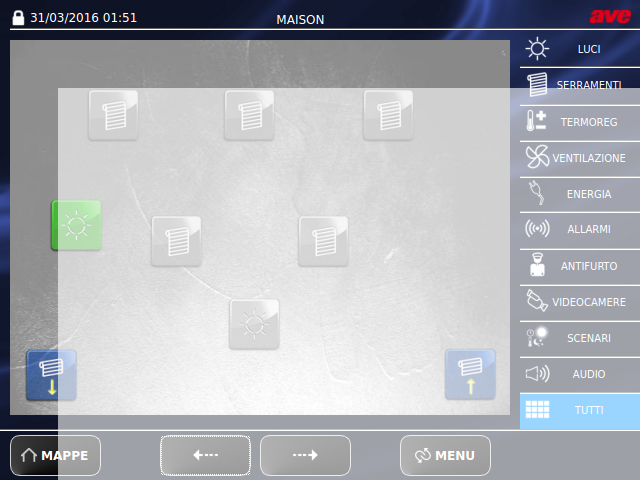 31/03/2016 01:51
MAISON
ave
LUCI
SERRAMENTI
TERMOREG
VENTILAZIONE
ENERGIA
ALLARMI
ANTIFURTO
VIDEOCAMERE
SCENARI
AUDIO
TUTTI
MAPPE
MENU